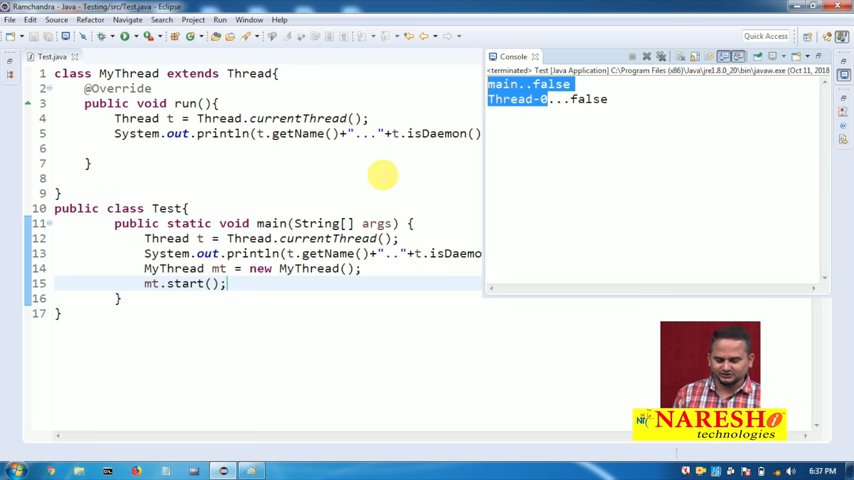 Ramchandra - Java - Testing/src/Test.java - Eclipse
File Edit Source Refactor Navigate Search Project Run Window Help
Quick Access
Test.java
Console
<terminated> Test [Java Application] C:\Program Files (x86)\Java\jre1.8.0_20\bin\javaw.exe (Oct 11, 2018
main..false
Thread-0...false
1 class MyThread extends Thread{
2 @Override
3 public void run(){
4 Thread t = Thread.currentThread();
5 System.out.println(t.getName()+"..."+t.isDaemon()
6
7 }
8
9 }
10 public class Test{
11 public static void main(String[] args) {
12 Thread t = Thread.currentThread();
13 System.out.println(t.getName()+".."+t.isDaemo
14 MyThread mt = new MyThread();
15 mt.start();
16 }
17 }
NARESH i
technologies
6:37 PM